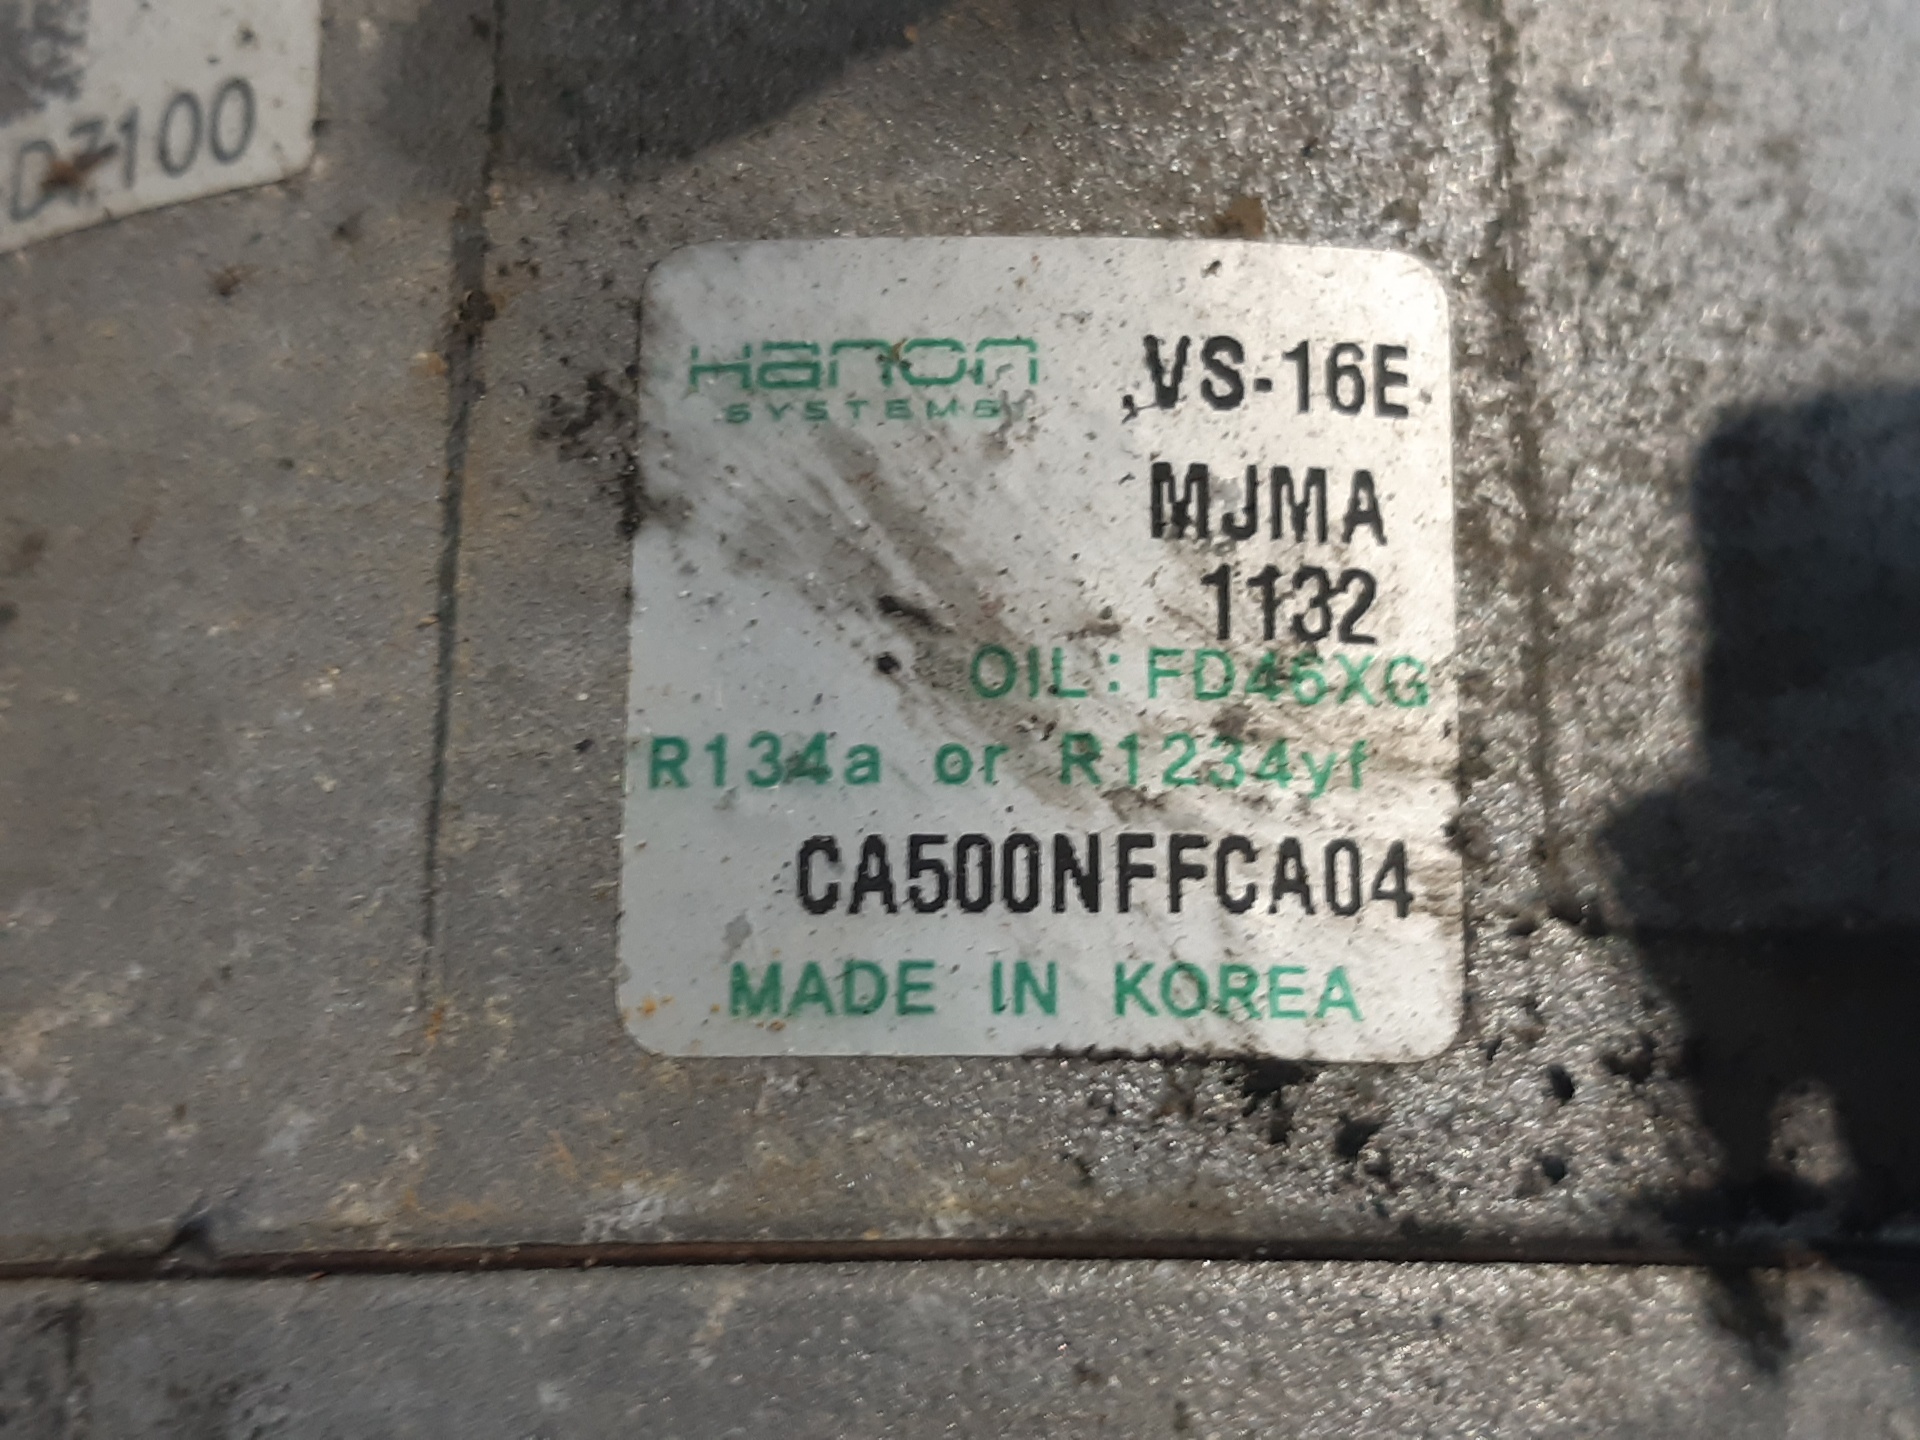 D7100
Hanon
SYSTEMS
VS-16E
MJMA
1132
OIL: FD46XG
R134a or R1234yf
CA500NFFCA04
MADE IN KOREA